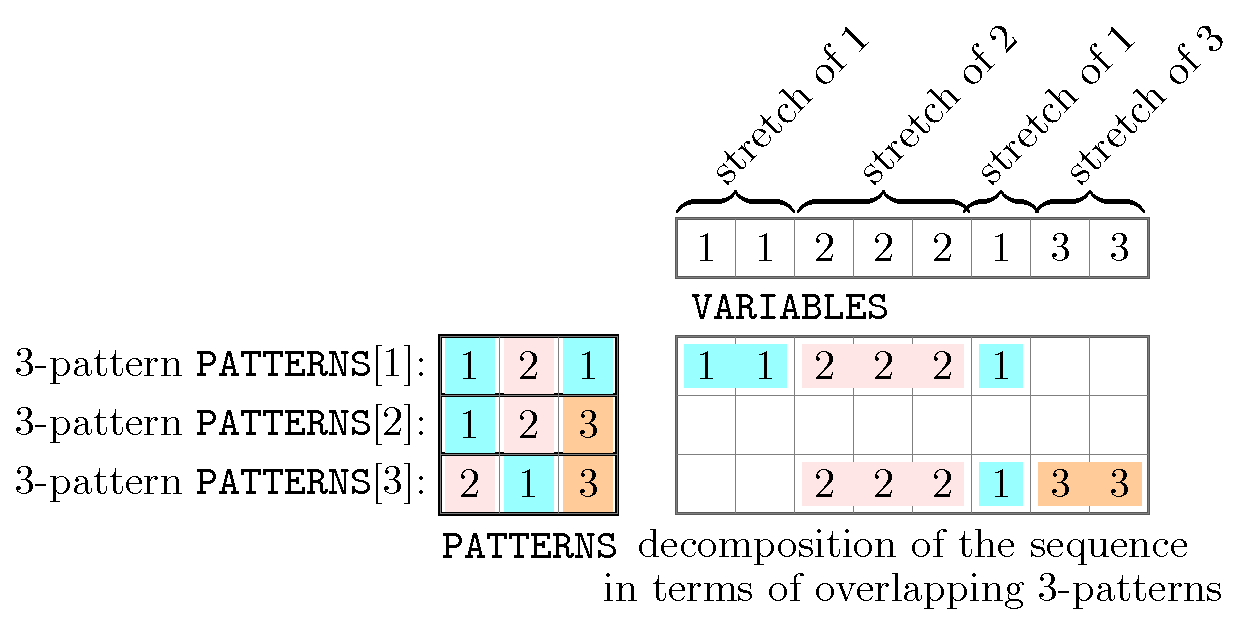 stretch of 1
stretch of 2
stretch of 1
stretch of 3
1 1 2 2 2 1 3 3
VARIABLES
3-pattern PATTERNS[1]: 1 2 1 1 1 2 2 2 1
3-pattern PATTERNS[2]: 1 2 3
3-pattern PATTERNS[3]: 2 1 3 2 2 2 1 3 3
PATTERNS decomposition of the sequence
in terms of overlapping 3-patterns